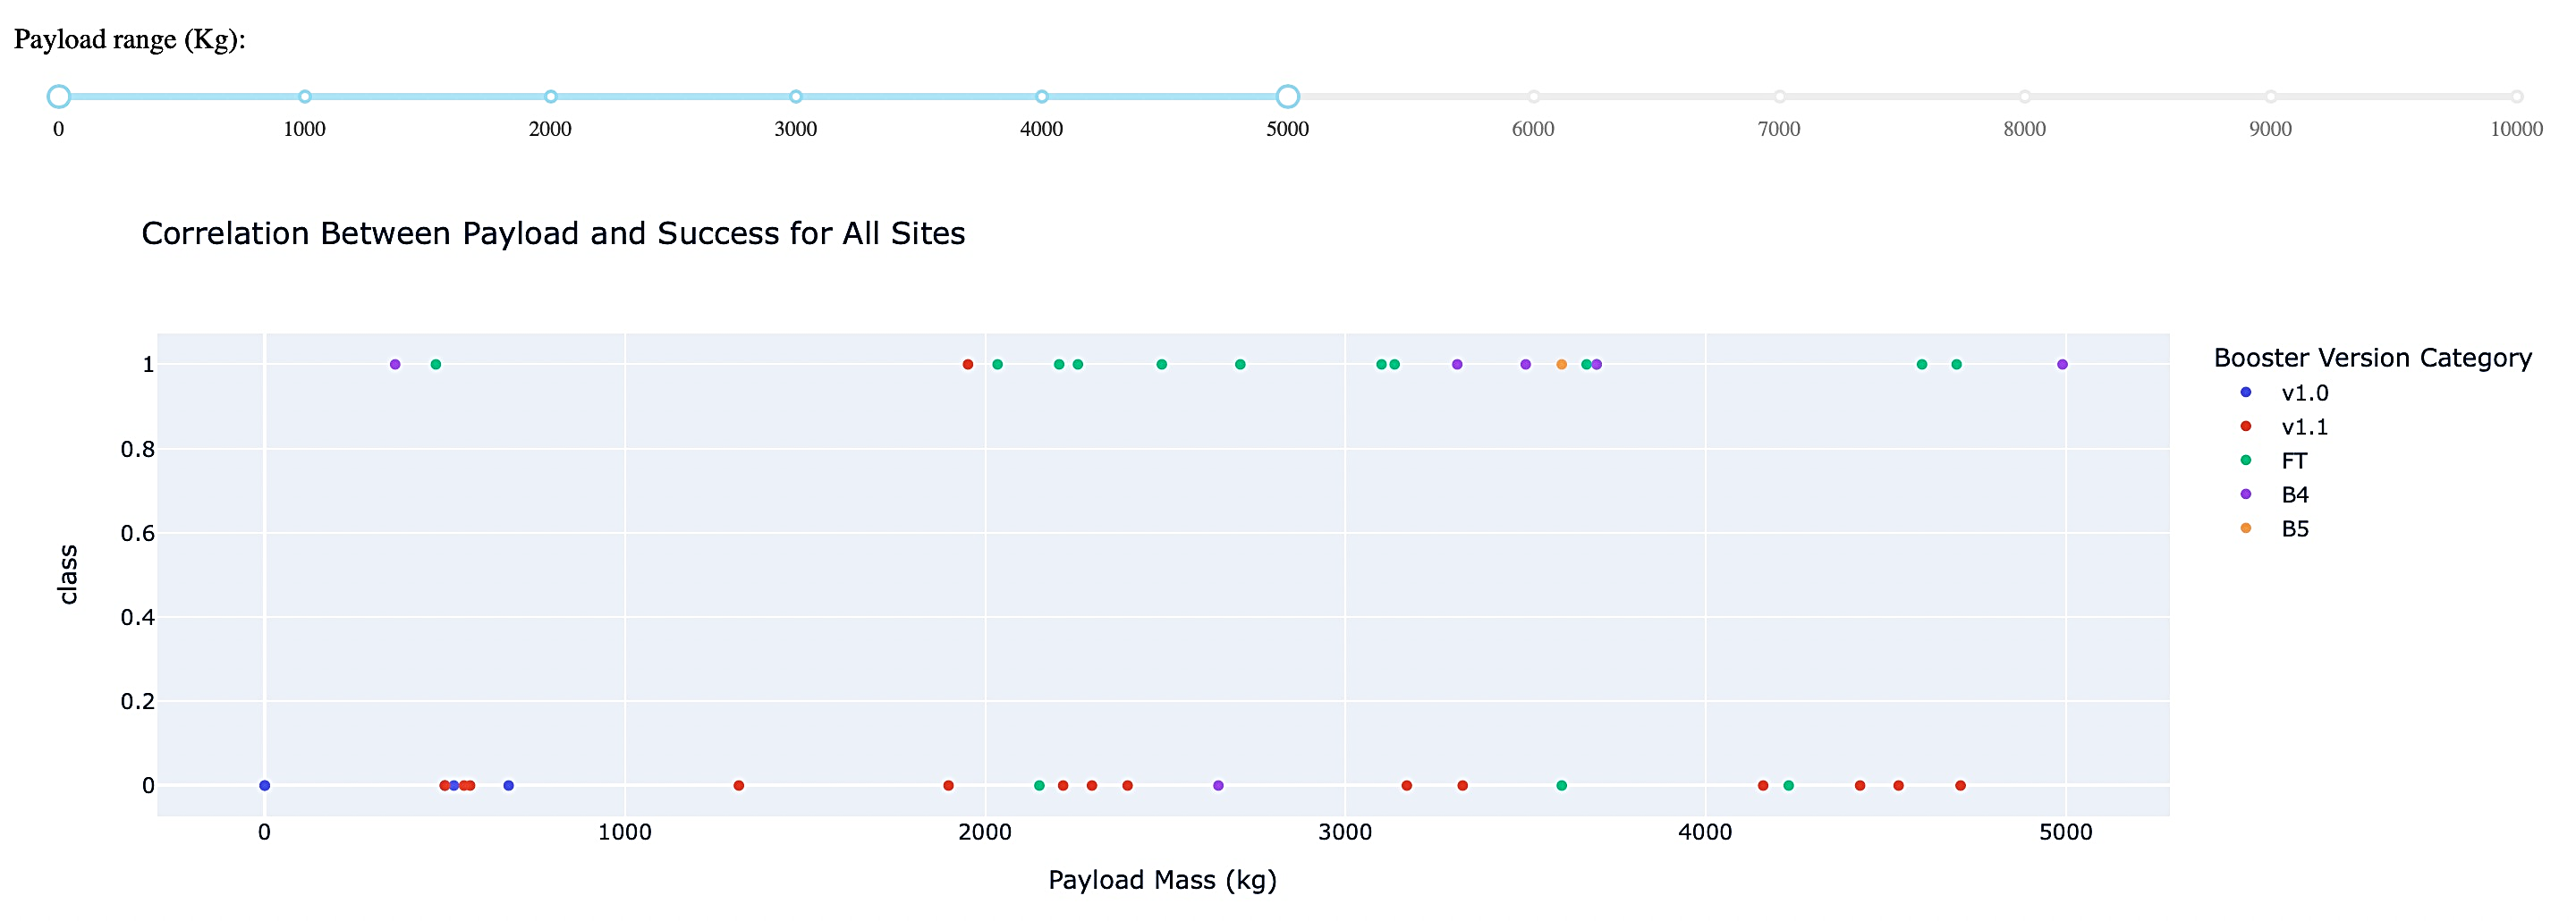 Payload range (Kg):
0 1000 2000 3000 4000 5000 6000 7000 8000 9000 10000
Correlation Between Payload and Success for All Sites
1
0.8
0.6
0.4
0.2
0
class
0 1000 2000 3000 4000 5000
Payload Mass (kg)
Booster Version Category
v1.0
v1.1
FT
B4
B5